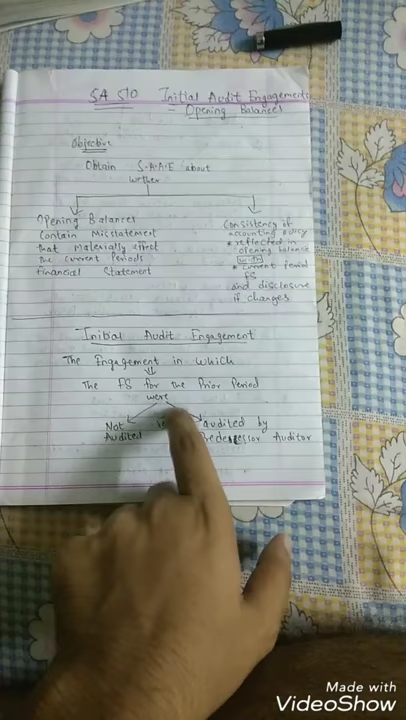 SA 510 Initial Audit Engagements
- Opening Balances
Objective
Obtain S.A.A.E about
wether
Opening Balances
Contain Misstatement
that Materially effect
the current Periods
financial Statement
Consistency of
accounting policy
* reflected in
opening balance
with
* current period
FS
and disclosure
if changes.
Initial Audit Engagement
The Engagement in which
The FS for the Prior Period
were
Not
Audited
audited by
Predecessor Auditor
Made with
VideoShow